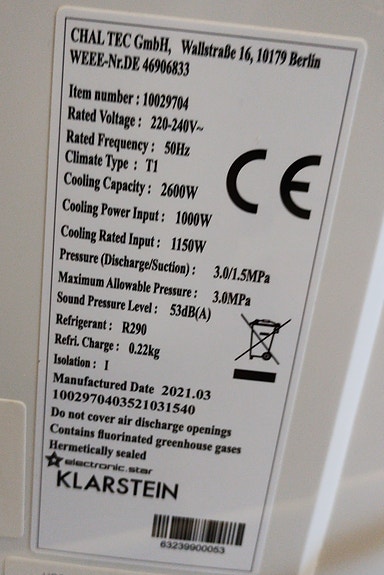 CHAL TEC GmbH, Wallstraße 16, 10179 Berlin
WEEE-Nr.DE 46906833
Item number : 10029704
Rated Voltage : 220-240V~
Rated Frequency : 50Hz
Climate Type : T1
Cooling Capacity : 2600W
Cooling Power Input : 1000W
Cooling Rated Input : 1150W
Pressure (Discharge/Suction) : 3.0/1.5MPa
Maximum Allowable Pressure : 3.0MPa
Sound Pressure Level : 53dB(A)
Refrigerant : R290
Refri. Charge : 0.22kg
Isolation : I
Manufactured Date 2021.03
1002970403521031540
Do not cover air discharge openings
Contains fluorinated greenhouse gases
Hermetically sealed
electronic.star
KLARSTEIN
63239900053
CE